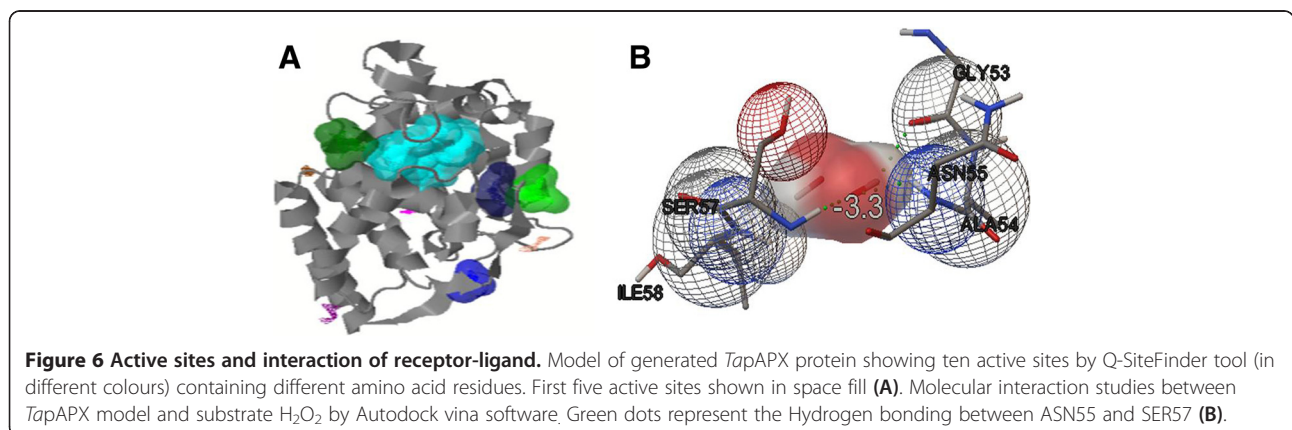 A
B
GLY53
ASN55
SER57
-3.3
ALA54
ILE58
Figure 6 Active sites and interaction of receptor-ligand. Model of generated TapAPX protein showing ten active sites by Q-SiteFinder tool (in
different colours) containing different amino acid residues. First five active sites shown in space fill (A). Molecular interaction studies between
TapAPX model and substrate H₂O₂ by Autodock vina software. Green dots represent the Hydrogen bonding between ASN55 and SER57 (B).